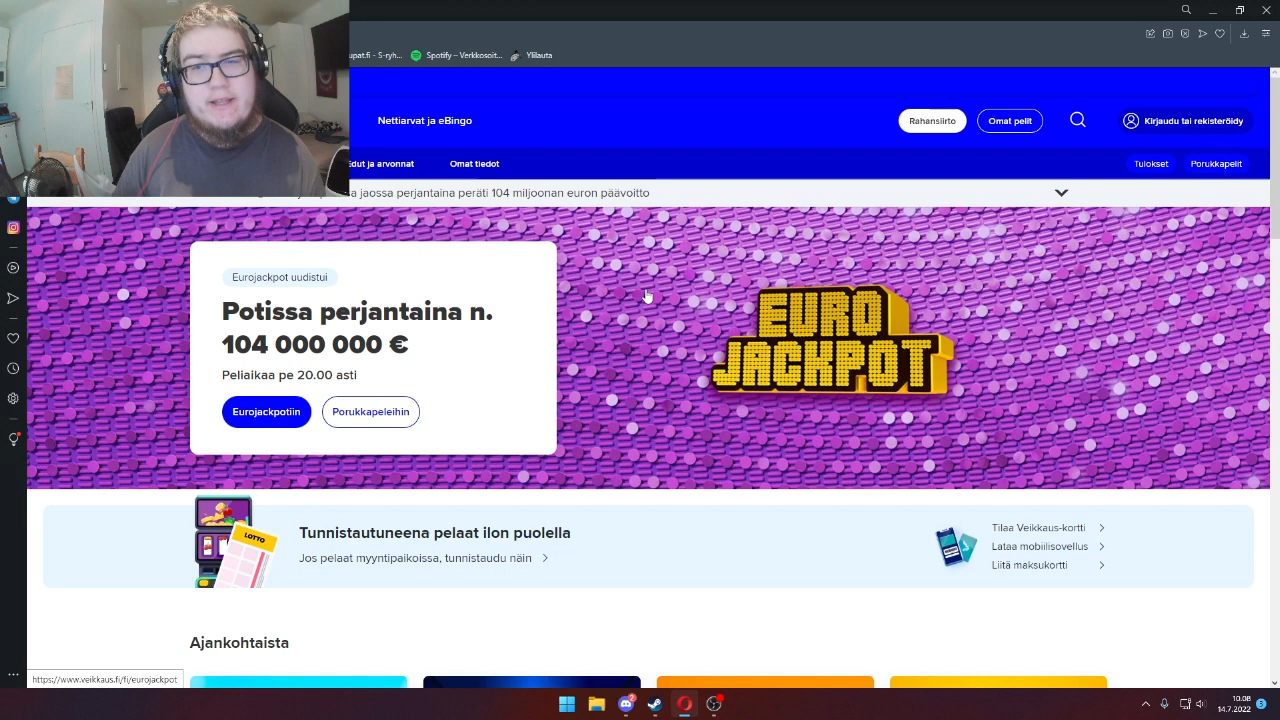 Spotify – Verkkosoit...
Ylilauta
Nettiarvat ja eBingo
Rahansiirto
Omat pelit
Kirjaudu tai rekisteröidy
Edut ja arvonnat
Omat tiedot
Tulokset
Porukkapelit
jaossa perjantaina peräti 104 miljoonan euron päävoitto
Eurojackpot uudistui
Potissa perjantaina n.
104 000 000 €
Peliaikaa pe 20.00 asti
Eurojackpotiin
Porukkapeleihin
EURO
JACKPOT
LOTTO
Tunnistautuneena pelaat ilon puolella
Jos pelaat myyntipaikoissa, tunnistaudu näin
Tilaa Veikkaus-kortti
Lataa mobiilisovellus
Liitä maksukortti
Ajankohtaista
https://www.veikkaus.fi/fi/eurojackpot
10.08
14.7.2022